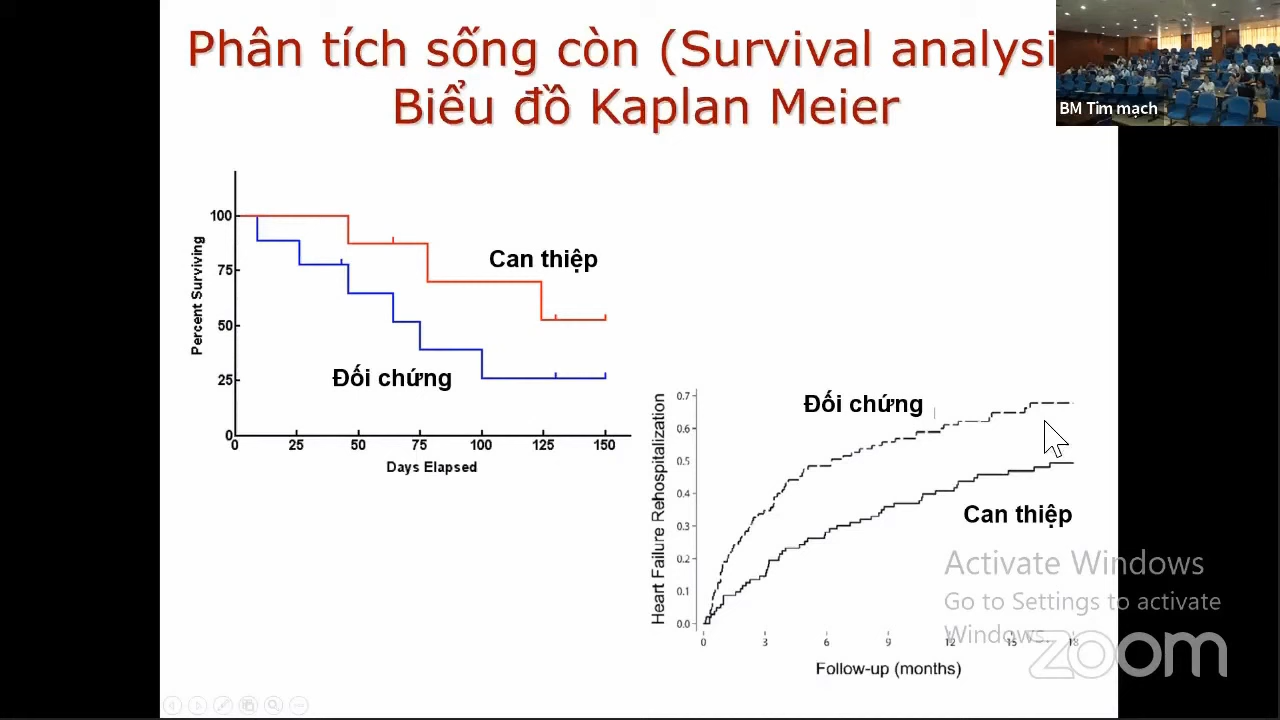 Phân tích sống còn (Survival analysi
Biểu đồ Kaplan Meier
BM Tim mạch
100
75
50
25
0
Percent Surviving
Can thiệp
Đối chứng
0 25 50 75 100 125 150
Days Elapsed
0.7
0.6
0.5
0.4
0.3
0.2
0.1
0.0
Heart Failure Rehospitalization
Đối chứng
Can thiệp
0 3 6 9 12 15 18
Follow-up (months)
Activate Windows
Go to Settings to activate
Windows.
zoom